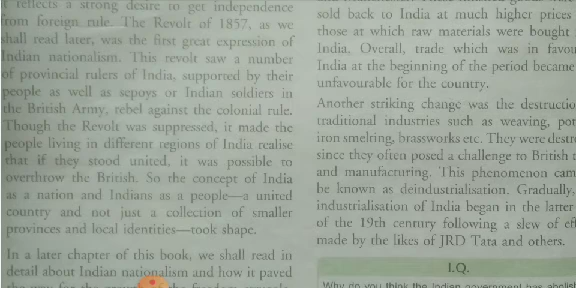 it reflects a strong desire to get independence
from foreign rule. The Revolt of 1857, as we
shall read later, was the first great expression of
Indian nationalism. This revolt saw a number
of provincial rulers of India, supported by their
people as well as sepoys or Indian soldiers in
the British Army, rebel against the colonial rule.
Though the Revolt was suppressed, it made the
people living in different regions of India realise
that if they stood united, it was possible to
overthrow the British. So the concept of India
as a nation and Indians as a people—a united
country and not just a collection of smaller
provinces and local identities—took shape.
In a later chapter of this book, we shall read in
detail about Indian nationalism and how it paved
sold back to India at much higher prices
those at which raw materials were bought
India. Overall, trade which was in favou
India at the beginning of the period became
unfavourable for the country.
Another striking change was the destructio
traditional industries such as weaving, pot
iron smelting, brassworks etc. They were destr
since they often posed a challenge to British
and manufacturing. This phenomenon cam
be known as deindustrialisation. Gradually,
industrialisation of India began in the latter
of the 19th century following a slew of eff
made by the likes of JRD Tata and others.
I.Q.
Why do you think the Indian government has abolish